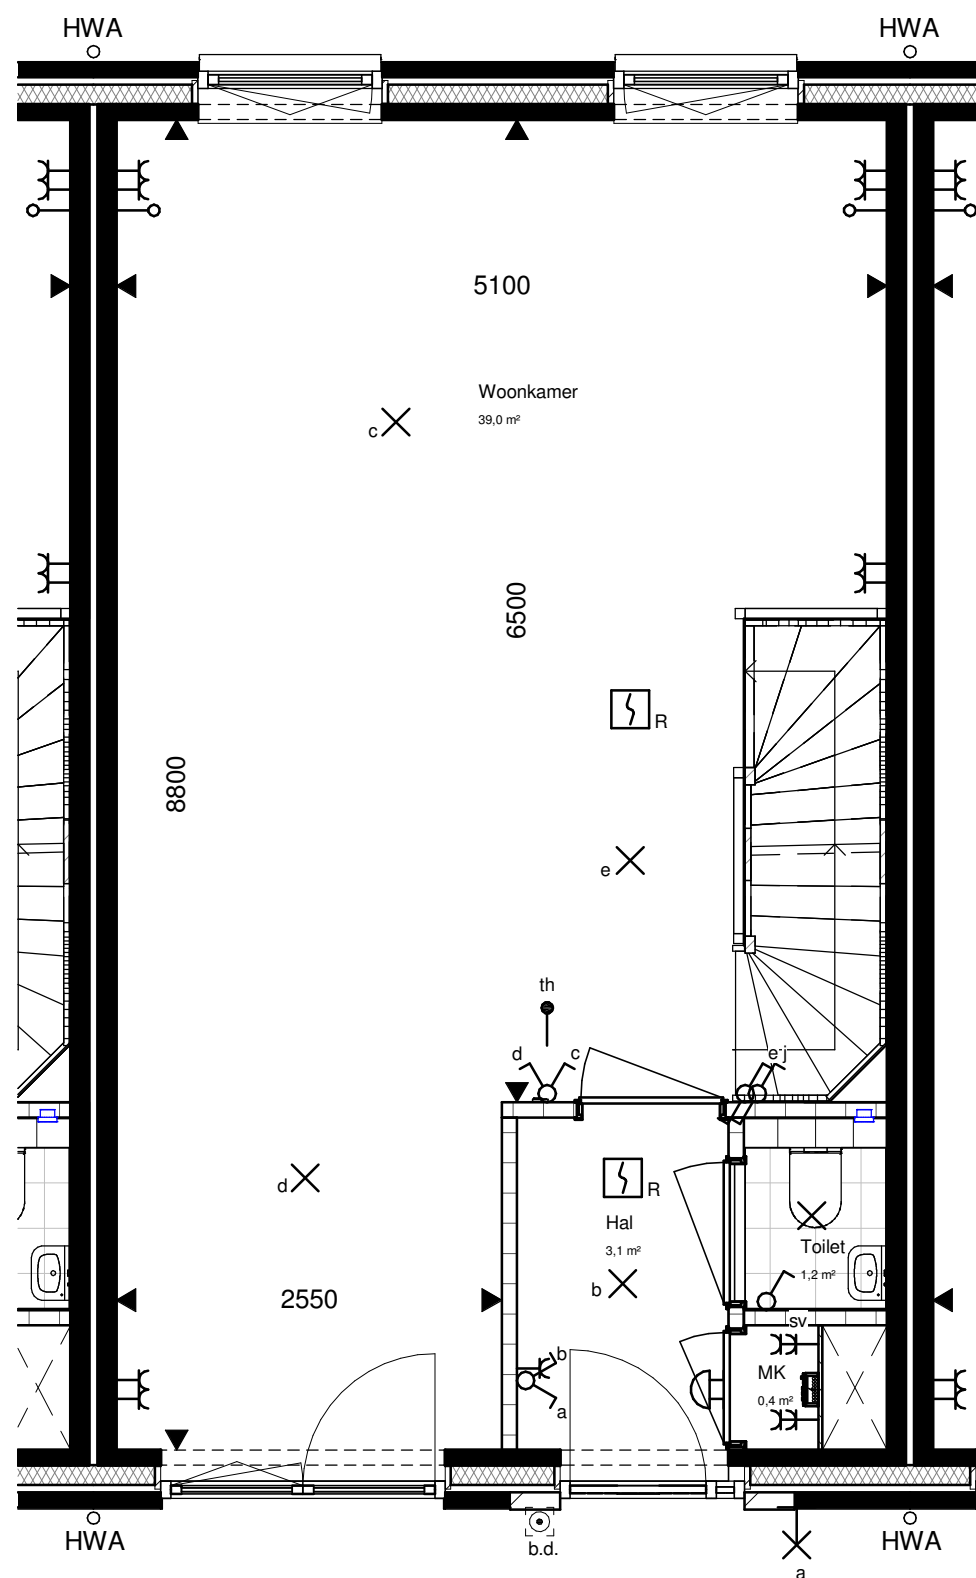 HWA
HWA
5100
Woonkamer
39,0 m²
c
6500
R
8800
e
th
d
c
e j
d
R
Hal
3,1 m²
b
Toilet
1,2 m²
2550
sv
b
a
MK
0,4 m²
HWA
b.d.
HWA
a